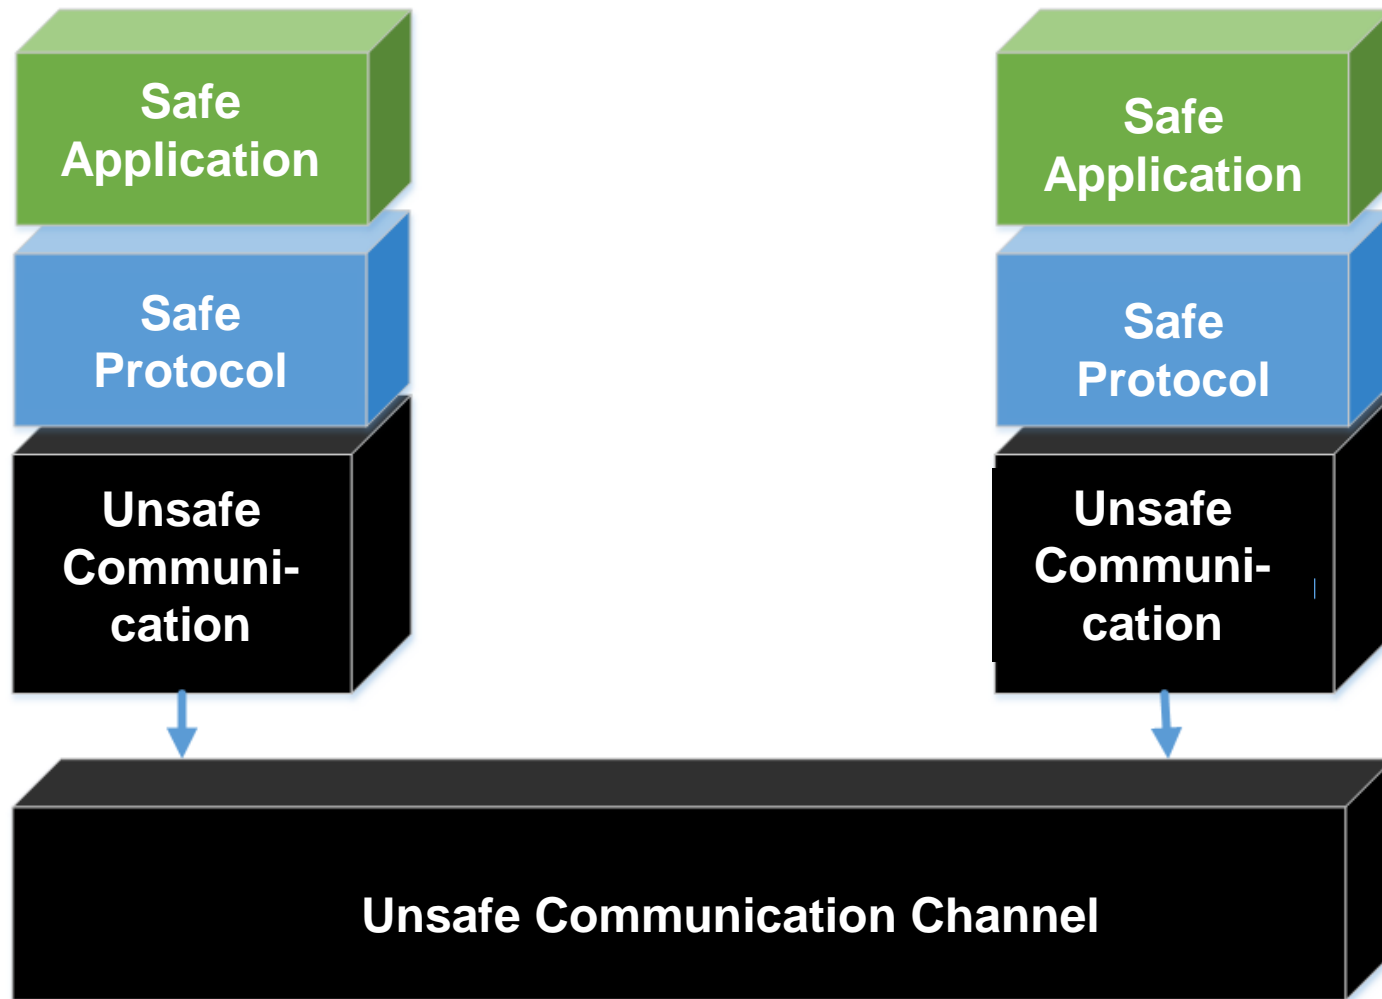 Safe
Application
Safe
Protocol
Unsafe
Communi-
cation
Safe
Application
Safe
Protocol
Unsafe
Communi-
cation
Unsafe Communication Channel